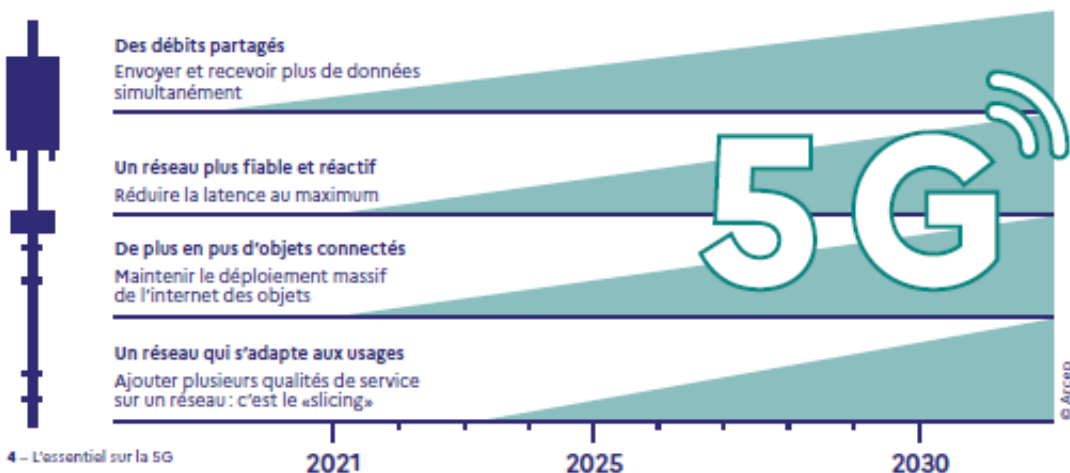 Des débits partagés
Envoyer et recevoir plus de données
simultanément
Un réseau plus fiable et réactif
Réduire la latence au maximum
De plus en pus d'objets connectés
Maintenir le déploiement massif
de l'internet des objets
Un réseau qui s'adapte aux usages
Ajouter plusieurs qualités de service
sur un réseau : c'est le «slicing»
5G
© Arcep
4 – L'essentiel sur la 5G
2021
2025
2030